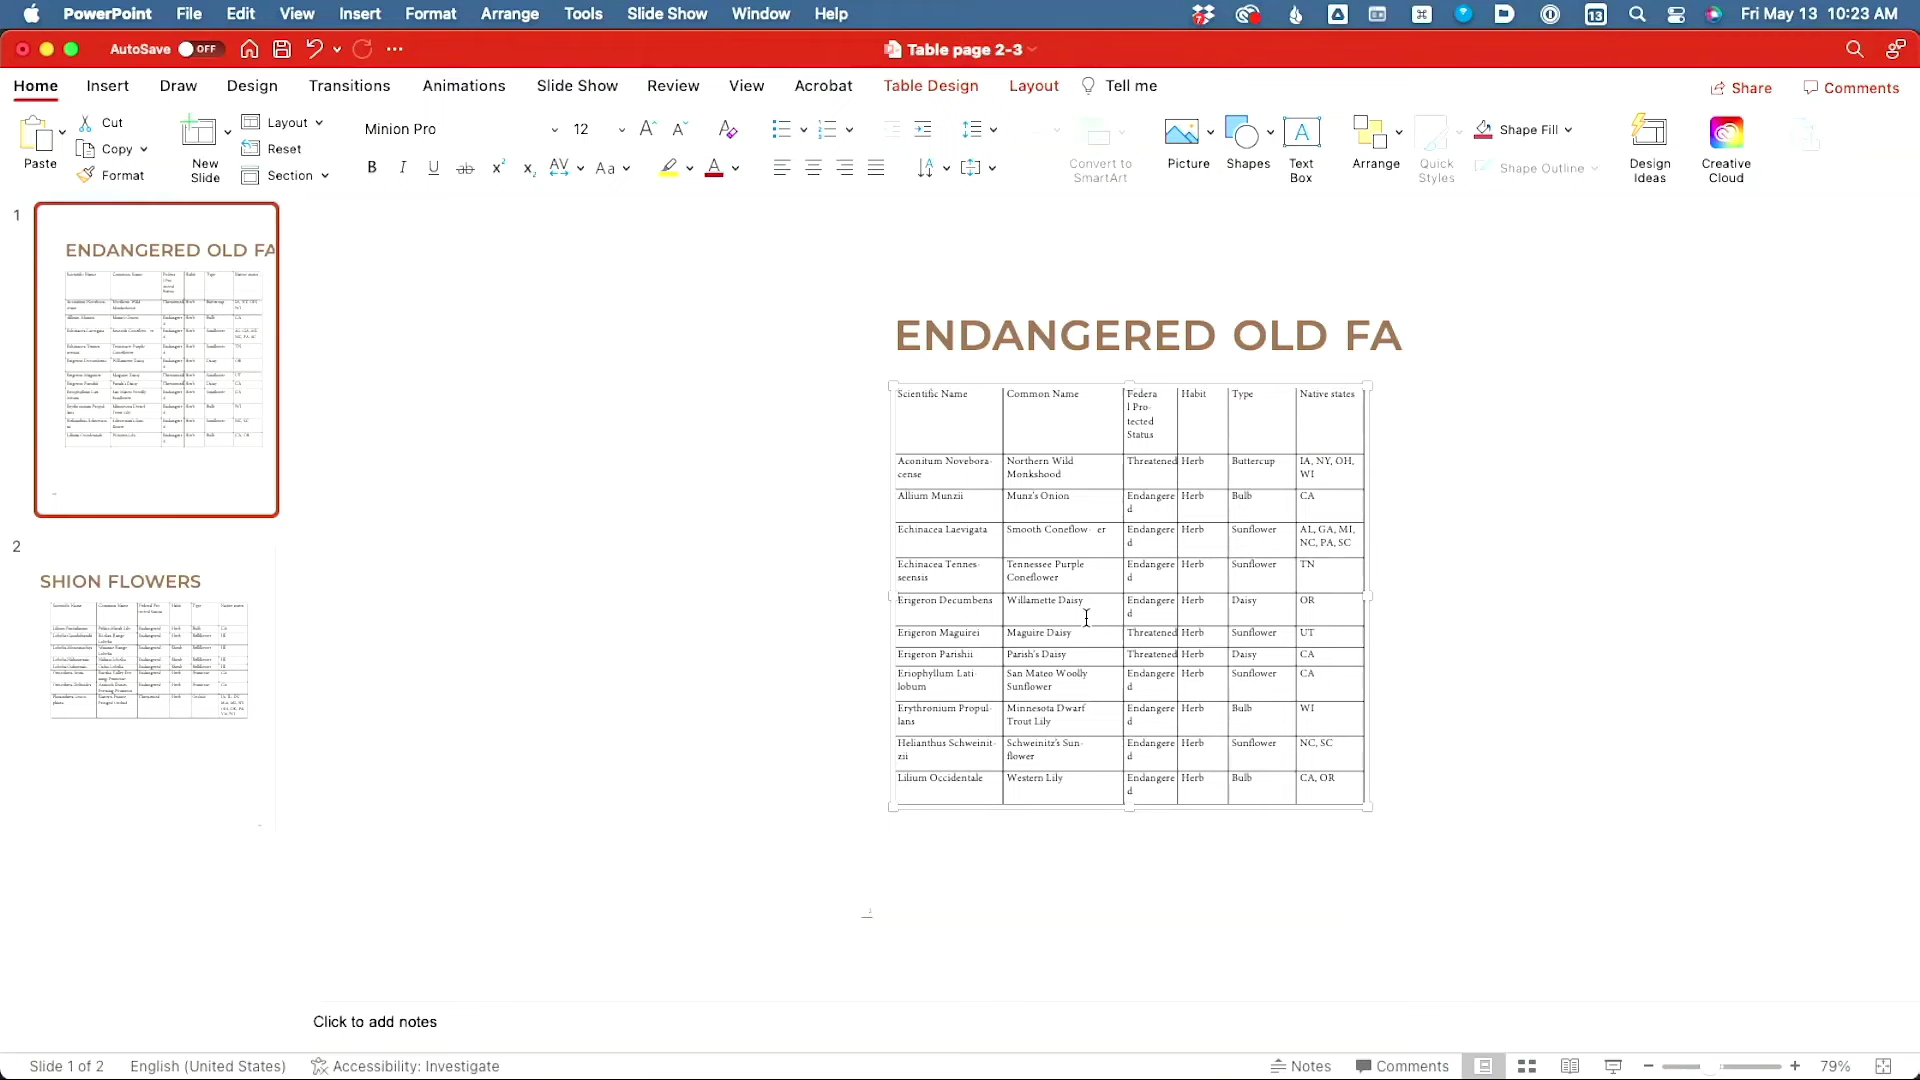 PowerPoint File Edit View Insert Format Arrange Tools Slide Show Window Help 7 13 Fri May 13 10:23 AM
AutoSave OFF Table page 2-3
Home Insert Draw Design Transitions Animations Slide Show Review View Acrobat Table Design Layout Tell me Share Comments
Paste Cut Copy Format
New Slide Layout Reset Section
Minion Pro 12
B I U ab x² x₂ AV Aa A
Convert to SmartArt
Picture Shapes Text Box Arrange Quick Styles Shape Fill Shape Outline Design Ideas Creative Cloud
1
ENDANGERED OLD FA
2
SHION FLOWERS
ENDANGERED OLD FA
Scientific Name Common Name Federa Habit Type Native states
l Pro-
tected
Status
Aconitum Novebora- Northern Wild Threatened Herb Buttercup IA, NY, OH,
cense Monkshood WI
Allium Munzii Munz's Onion Endangere Herb Bulb CA
d
Echinacea Laevigata Smooth Coneflow- er Endangere Herb Sunflower AL, GA, MI,
d NC, PA, SC
Echinacea Tennes- Tennessee Purple Endangere Herb Sunflower TN
seensis Coneflower d
Erigeron Decumbens Willamette Daisy Endangere Herb Daisy OR
d
Erigeron Maguirei Maguire Daisy Threatened Herb Sunflower UT
Erigeron Parishii Parish's Daisy Threatened Herb Daisy CA
Eriophyllum Lati- San Mateo Woolly Endangere Herb Sunflower CA
lobum Sunflower d
Erythronium Propul- Minnesota Dwarf Endangere Herb Bulb WI
lans Trout Lily d
Helianthus Schweinit- Schweinitz's Sun- Endangere Herb Sunflower NC, SC
zii flower d
Lilium Occidentale Western Lily Endangere Herb Bulb CA, OR
d
1
Click to add notes
Slide 1 of 2 English (United States) Accessibility: Investigate Notes Comments 79%